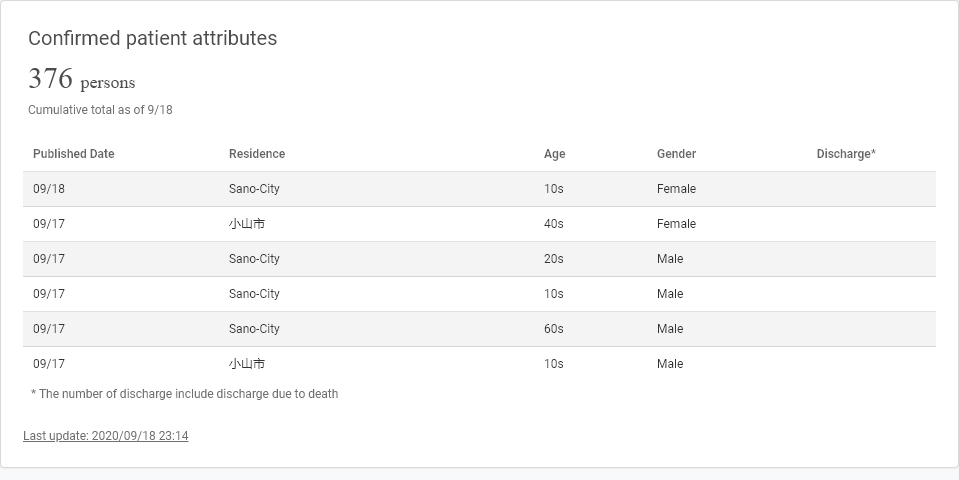 Confirmed patient attributes
376 persons
Cumulative total as of 9/18
Published Date Residence Age Gender Discharge*
09/18 Sano-City 10s Female
09/17 小山市 40s Female
09/17 Sano-City 20s Male
09/17 Sano-City 10s Male
09/17 Sano-City 60s Male
09/17 小山市 10s Male
* The number of discharge include discharge due to death
Last update: 2020/09/18 23:14